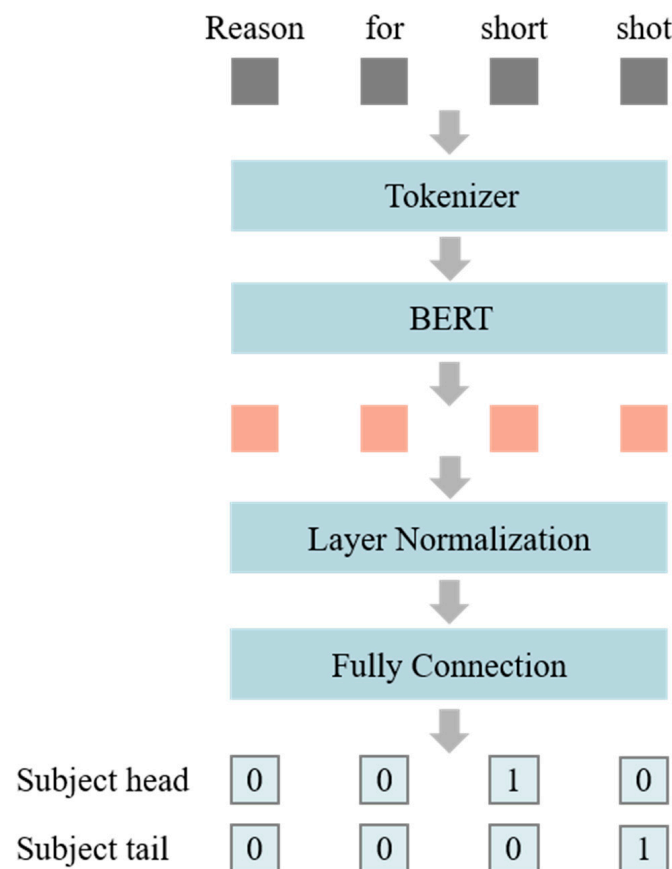 Reason for short shot
Tokenizer
BERT
Layer Normalization
Fully Connection
Subject head 0 0 1 0
Subject tail 0 0 0 1